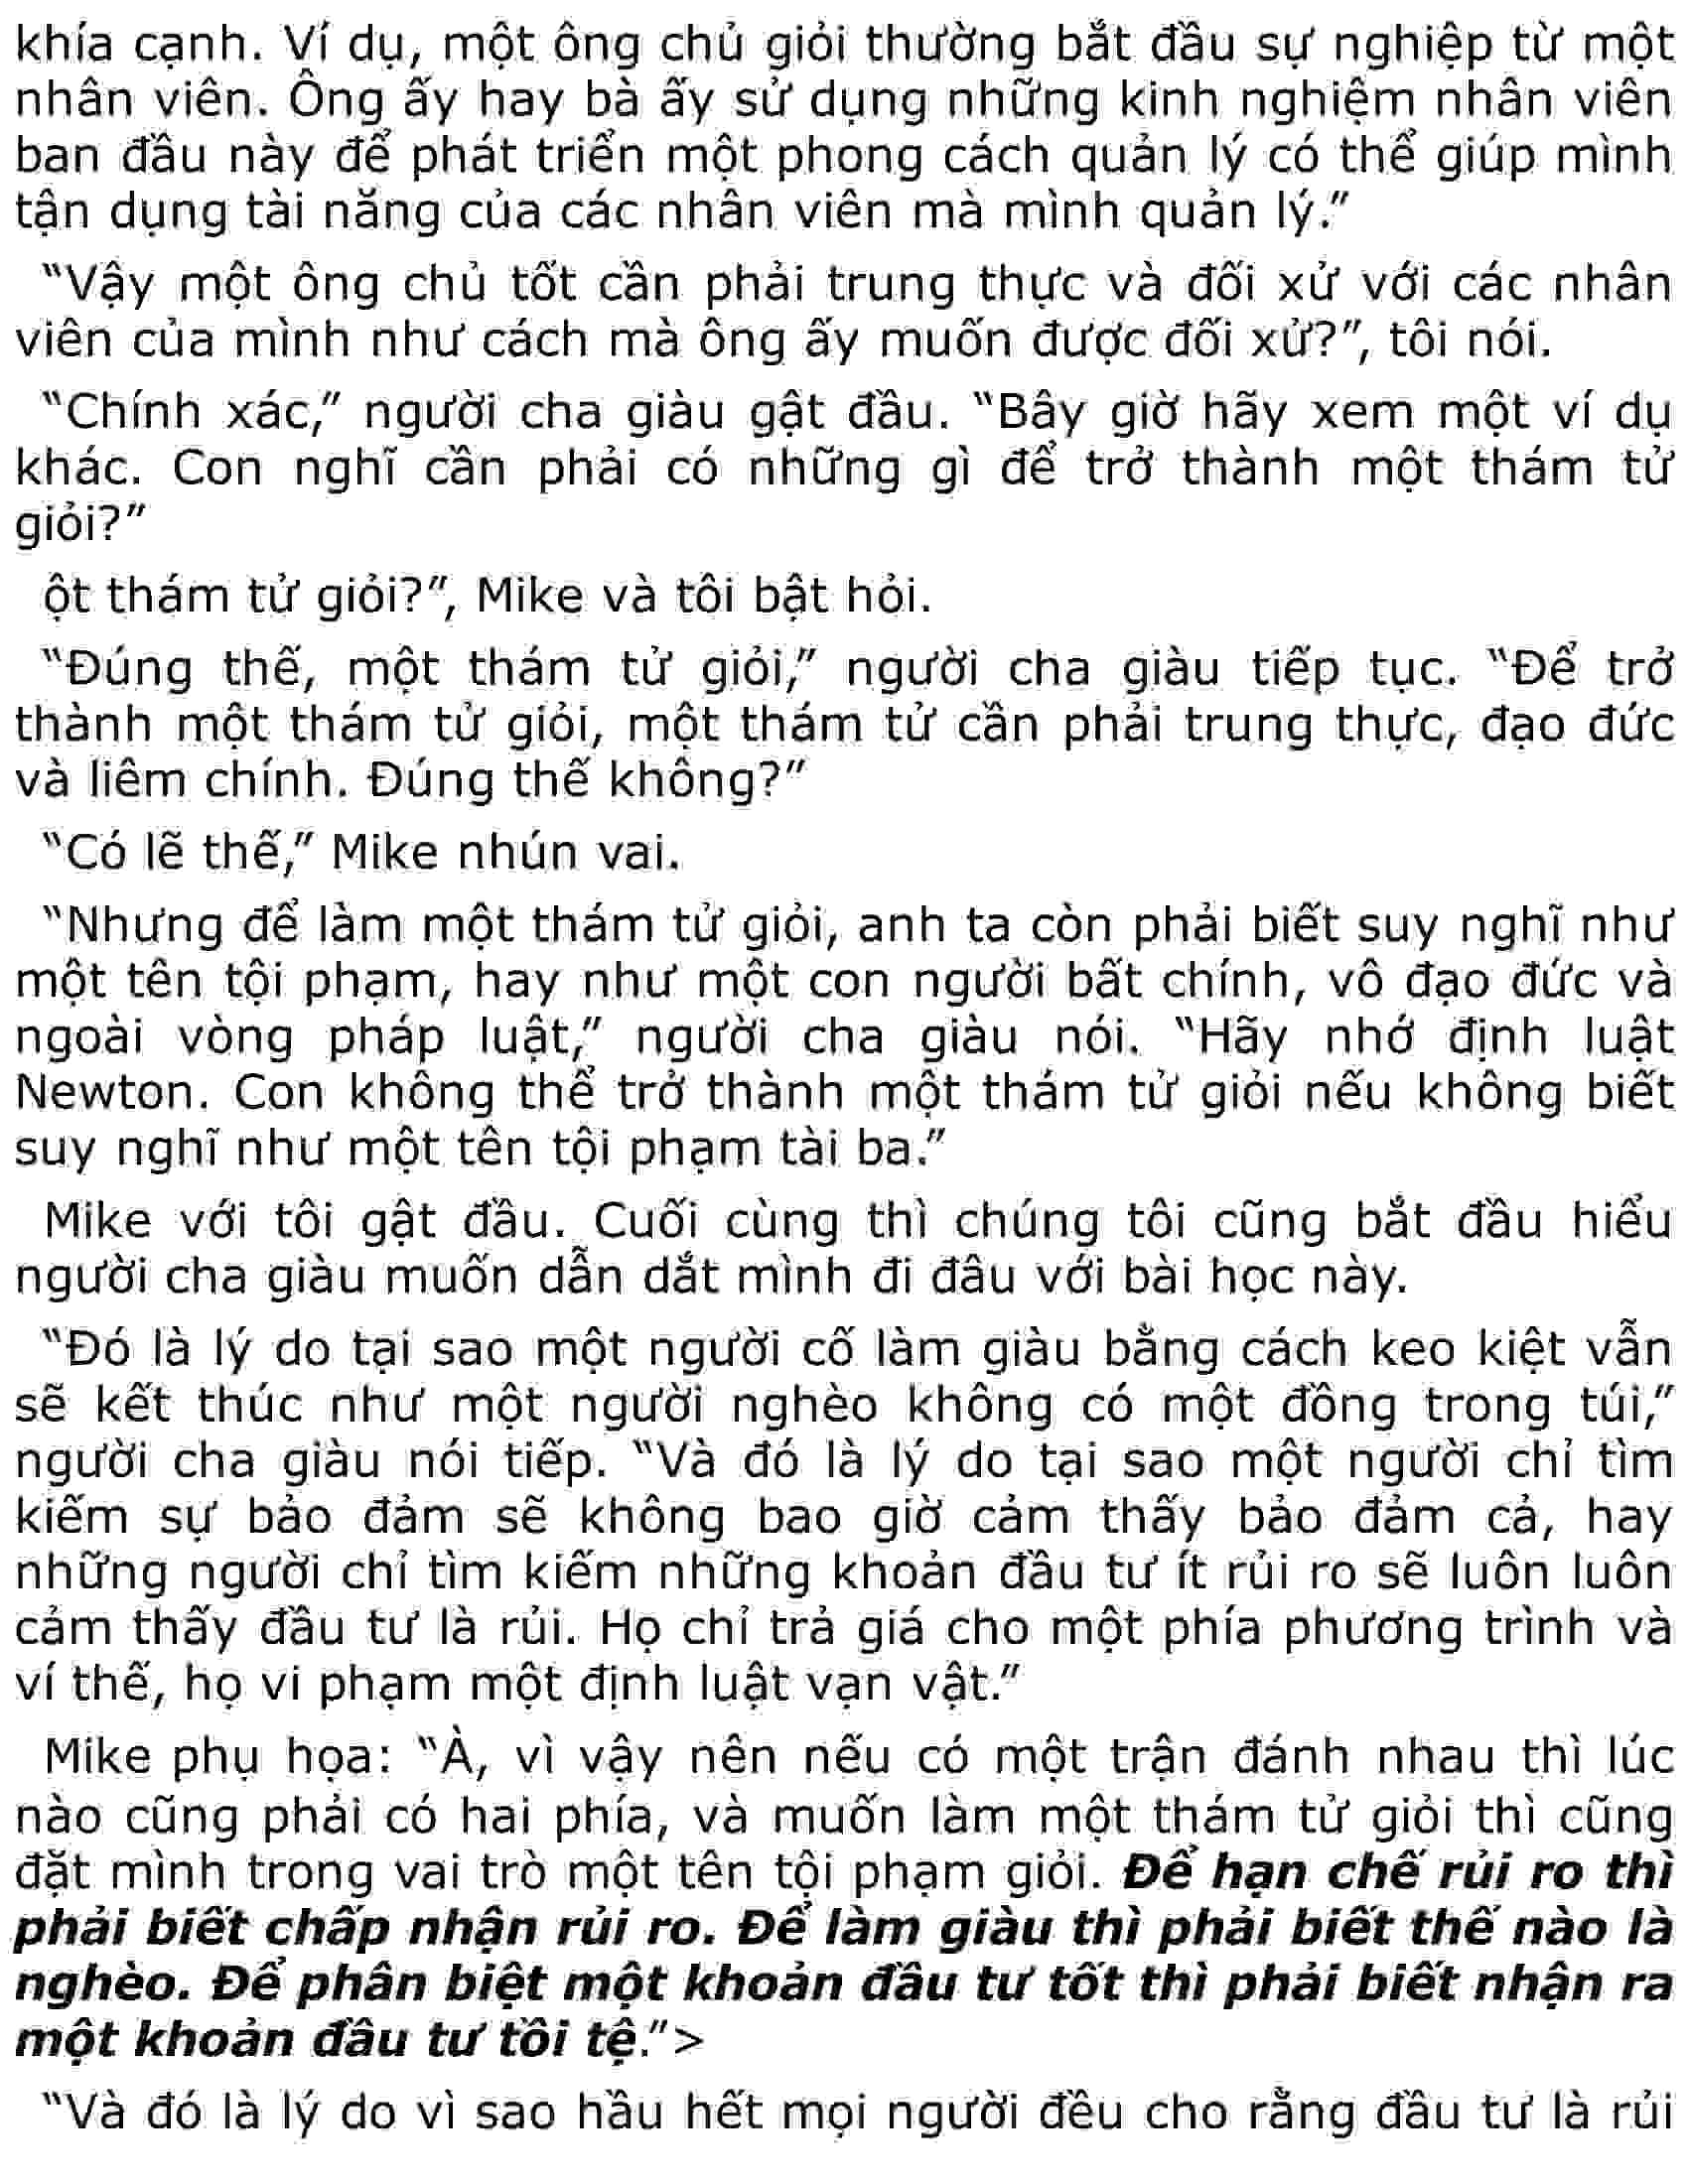 khía cạnh. Ví dụ, một ông chủ giỏi thường bắt đầu sự nghiệp từ một
nhân viên. Ông ấy hay bà ấy sử dụng những kinh nghiệm nhân viên
ban đầu này để phát triển một phong cách quản lý có thể giúp mình
tận dụng tài năng của các nhân viên mà mình quản lý.”
“Vậy một ông chủ tốt cần phải trung thực và đối xử với các nhân
viên của mình như cách mà ông ấy muốn được đối xử?”, tôi nói.
“Chính xác,” người cha giàu gật đầu. “Bây giờ hãy xem một ví dụ
khác. Con nghĩ cần phải có những gì để trở thành một thám tử
giỏi?”
ột thám tử giỏi?”, Mike và tôi bật hỏi.
“Đúng thế, một thám tử giỏi,” người cha giàu tiếp tục. “Để trở
thành một thám tử giỏi, một thám tử cần phải trung thực, đạo đức
và liêm chính. Đúng thế không?”
“Có lẽ thế,” Mike nhún vai.
“Nhưng để làm một thám tử giỏi, anh ta còn phải biết suy nghĩ như
một tên tội phạm, hay như một con người bất chính, vô đạo đức và
ngoài vòng pháp luật,” người cha giàu nói. “Hãy nhớ định luật
Newton. Con không thể trở thành một thám tử giỏi nếu không biết
suy nghĩ như một tên tội phạm tài ba.”
Mike với tôi gật đầu. Cuối cùng thì chúng tôi cũng bắt đầu hiểu
người cha giàu muốn dẫn dắt mình đi đâu với bài học này.
“Đó là lý do tại sao một người cố làm giàu bằng cách keo kiệt vẫn
sẽ kết thúc như một người nghèo không có một đồng trong túi,”
người cha giàu nói tiếp. “Và đó là lý do tại sao một người chỉ tìm
kiếm sự bảo đảm sẽ không bao giờ cảm thấy bảo đảm cả, hay
những người chỉ tìm kiếm những khoản đầu tư ít rủi ro sẽ luôn luôn
cảm thấy đầu tư là rủi. Họ chỉ trả giá cho một phía phương trình và
ví thế, họ vi phạm một định luật vạn vật.”
Mike phụ họa: “À, vì vậy nên nếu có một trận đánh nhau thì lúc
nào cũng phải có hai phía, và muốn làm một thám tử giỏi thì cũng
đặt mình trong vai trò một tên tội phạm giỏi. Để hạn chế rủi ro thì
phải biết chấp nhận rủi ro. Để làm giàu thì phải biết thế nào là
nghèo. Để phân biệt một khoản đầu tư tốt thì phải biết nhận ra
một khoản đầu tư tồi tệ.”>
“Và đó là lý do vì sao hầu hết mọi người đều cho rằng đầu tư là rủi